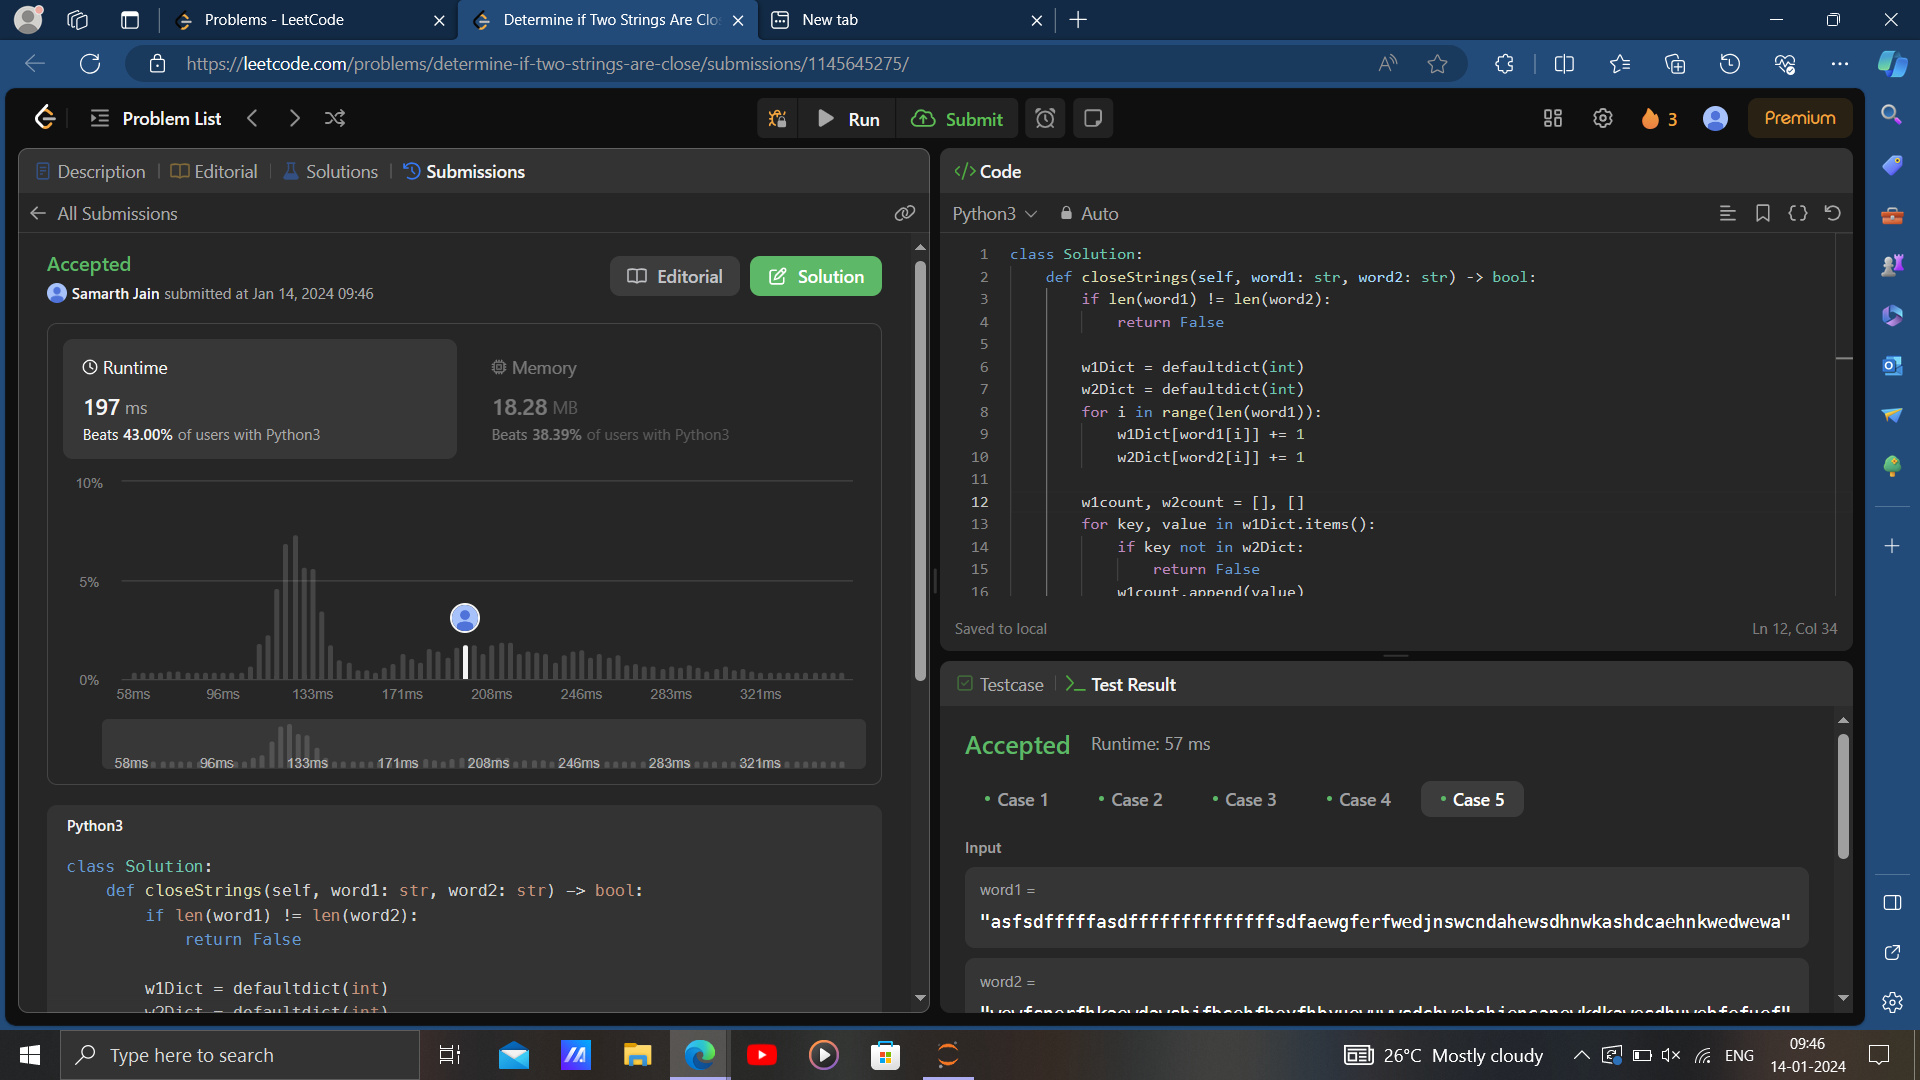 Problems - LeetCode
Determine if Two Strings Are Clo
New tab
https://leetcode.com/problems/determine-if-two-strings-are-close/submissions/1145645275/
Problem List
Run
Submit
3
Premium
Description
Editorial
Solutions
Submissions
All Submissions
Accepted
Samarth Jain submitted at Jan 14, 2024 09:46
Editorial
Solution
Runtime
197 ms
Beats 43.00% of users with Python3
Memory
18.28 MB
Beats 38.39% of users with Python3
10%
5%
0%
58ms 96ms 133ms 171ms 208ms 246ms 283ms 321ms
58ms 96ms 133ms 171ms 208ms 246ms 283ms 321ms
Python3
class Solution:
def closeStrings(self, word1: str, word2: str) -> bool:
if len(word1) != len(word2):
return False
w1Dict = defaultdict(int)
w2Dict = defaultdict(int)
</> Code
Python3
Auto
1 class Solution:
2 def closeStrings(self, word1: str, word2: str) -> bool:
3 if len(word1) != len(word2):
4 return False
5
6 w1Dict = defaultdict(int)
7 w2Dict = defaultdict(int)
8 for i in range(len(word1)):
9 w1Dict[word1[i]] += 1
10 w2Dict[word2[i]] += 1
11
12 w1count, w2count = [], []
13 for key, value in w1Dict.items():
14 if key not in w2Dict:
15 return False
16 w1count.append(value)
Saved to local
Ln 12, Col 34
Testcase
Test Result
Accepted Runtime: 57 ms
Case 1
Case 2
Case 3
Case 4
Case 5
Input
word1 =
"asfsdfffffasdffffffffffffffffsdfaewgferfwedjnswcndahewsdhnwkashdcaehnkwedwewa"
word2 =
Type here to search
26°C Mostly cloudy
ENG
09:46
14-01-2024